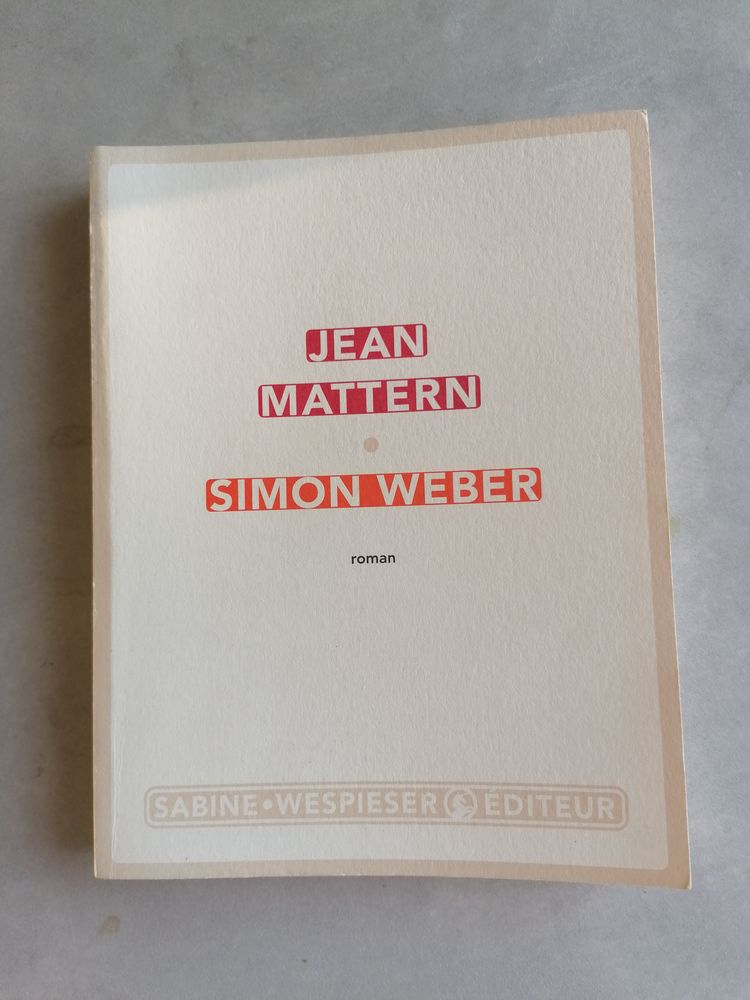 JEAN
MATTERN
SIMON WEBER
roman
SABINE•WESPIESER ÉDITEUR